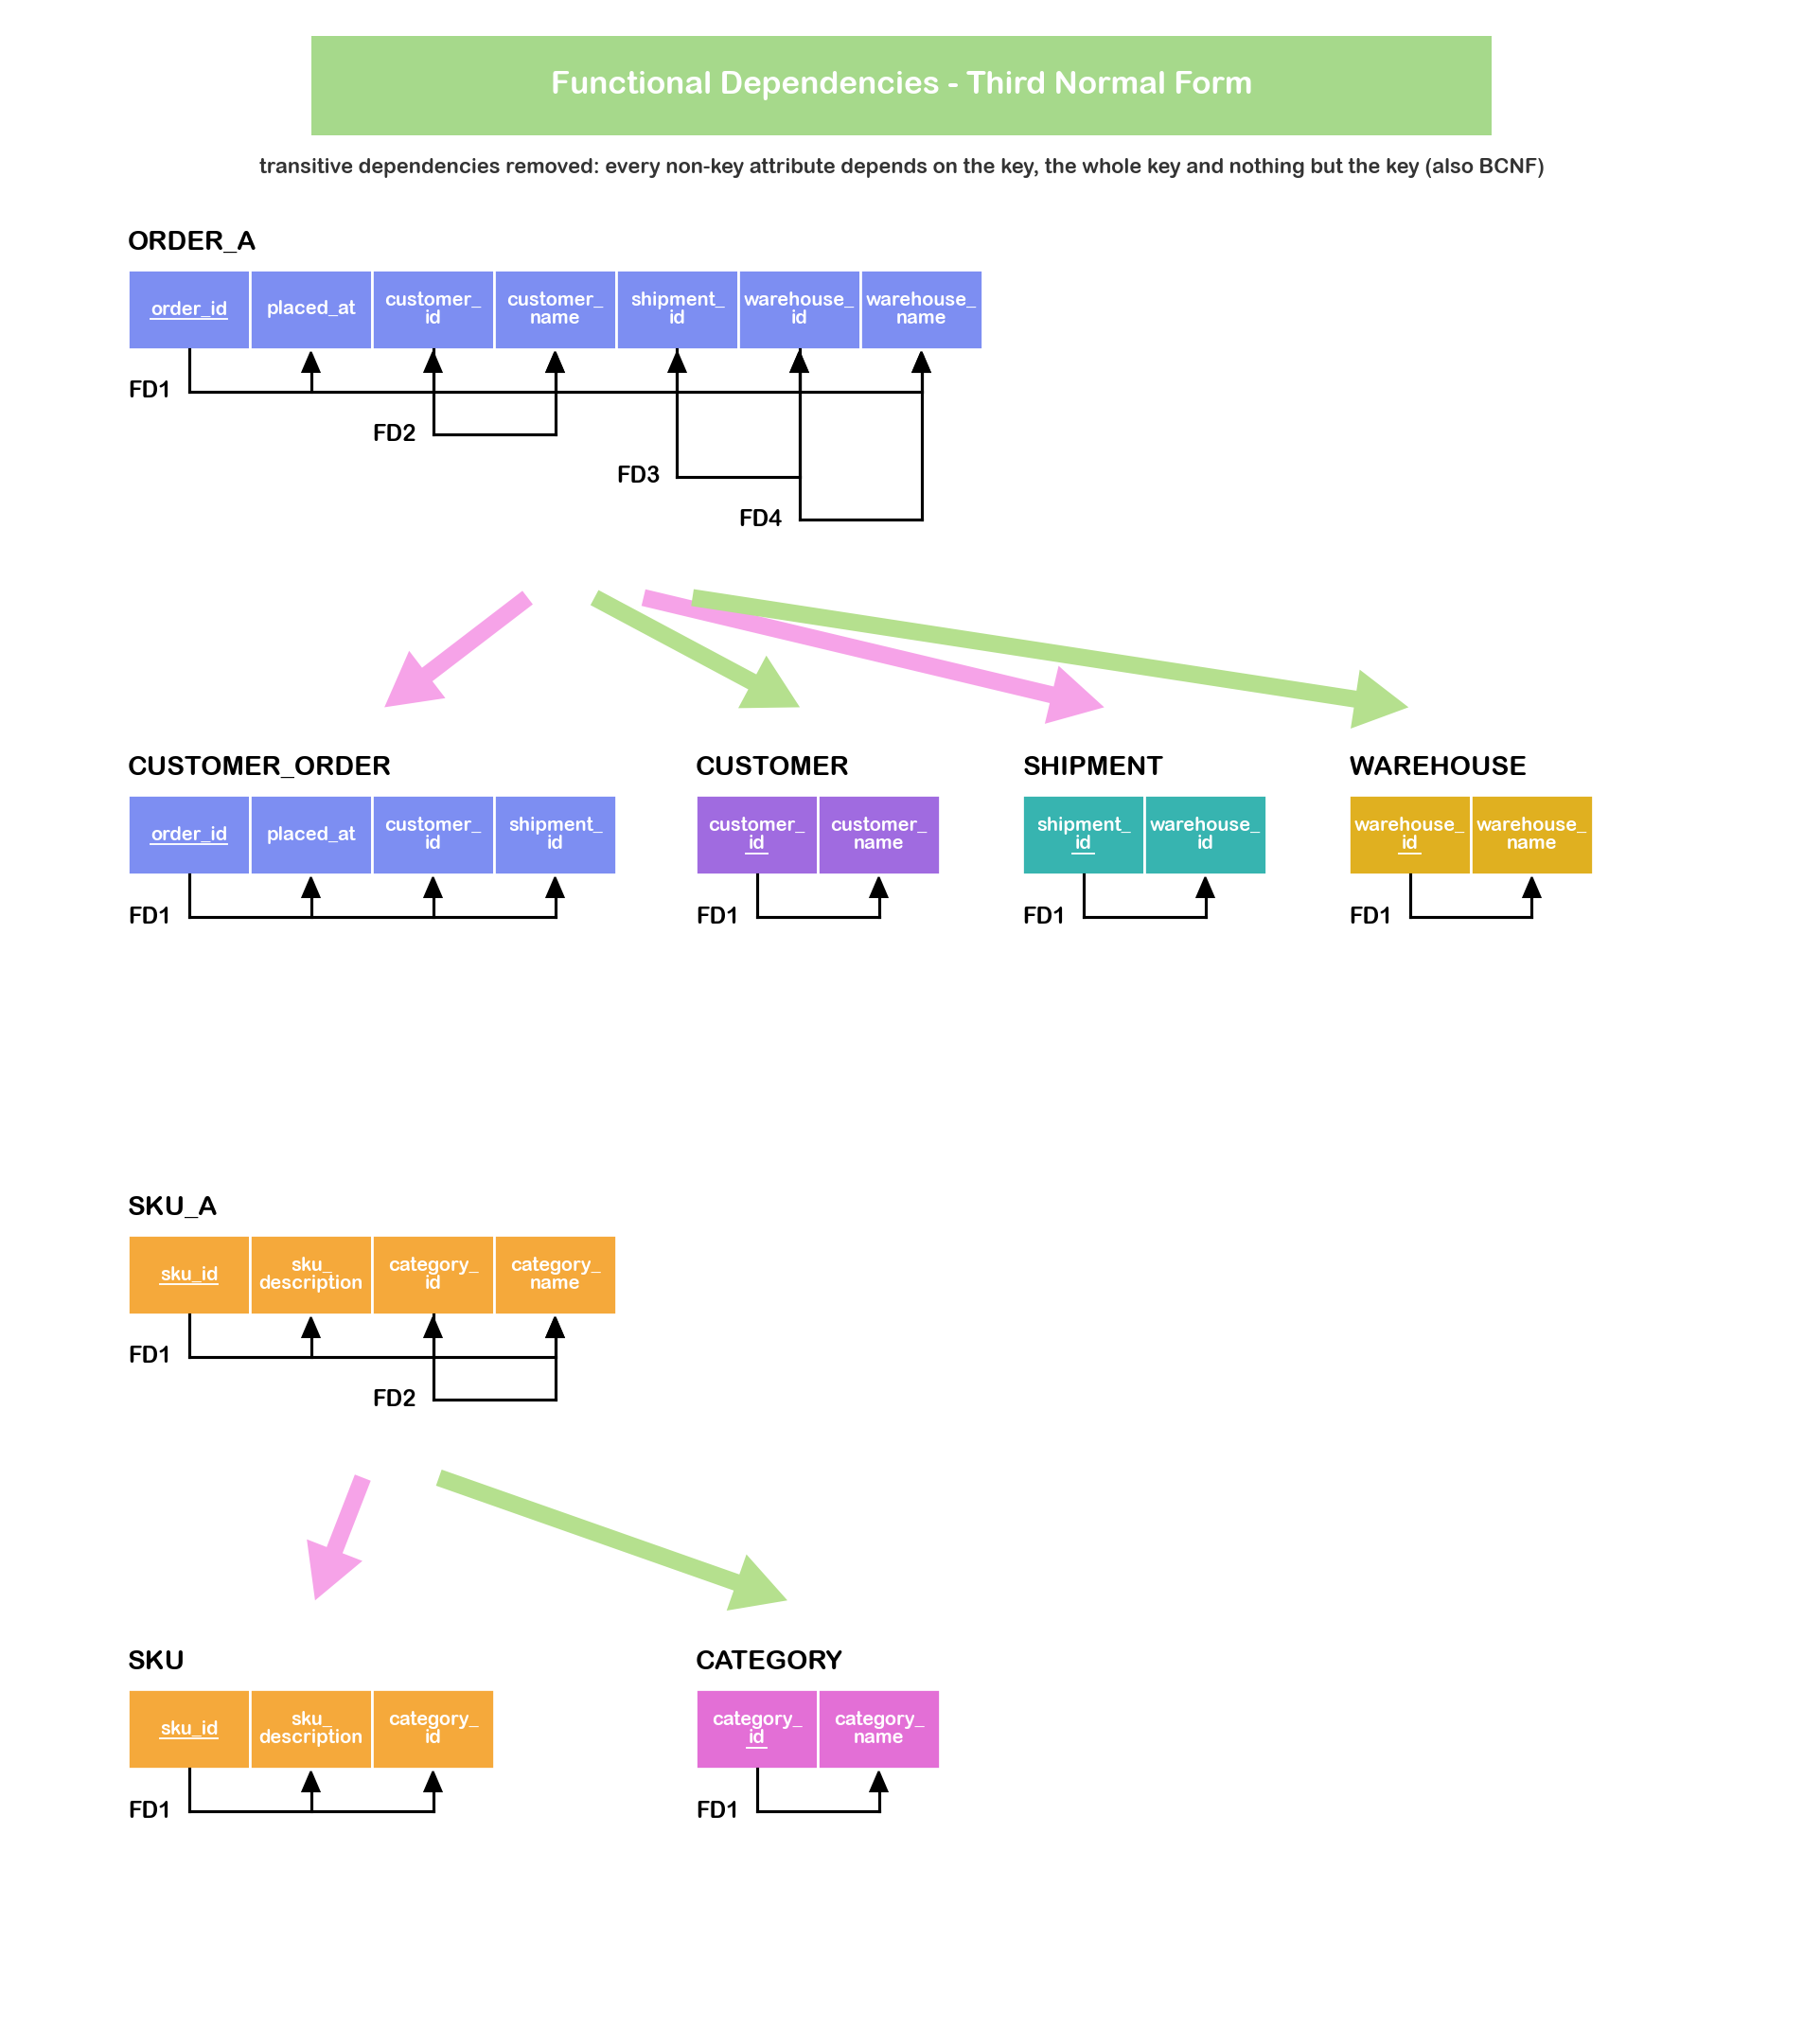 Functional Dependencies - Third Normal Form
transitive dependencies removed: every non-key attribute depends on the key, the whole key and nothing but the key (also BCNF)
ORDER_A
order_id
placed_at
customer_
id
customer_
name
shipment_
id
warehouse_
id
warehouse_
name
FD1
FD2
FD3
FD4
CUSTOMER_ORDER
order_id
placed_at
customer_
id
shipment_
id
FD1
CUSTOMER
customer_
id
customer_
name
FD1
SHIPMENT
shipment_
id
warehouse_
id
FD1
WAREHOUSE
warehouse_
id
warehouse_
name
FD1
SKU_A
sku_id
sku_
description
category_
id
category_
name
FD1
FD2
SKU
sku_id
sku_
description
category_
id
FD1
CATEGORY
category_
id
category_
name
FD1